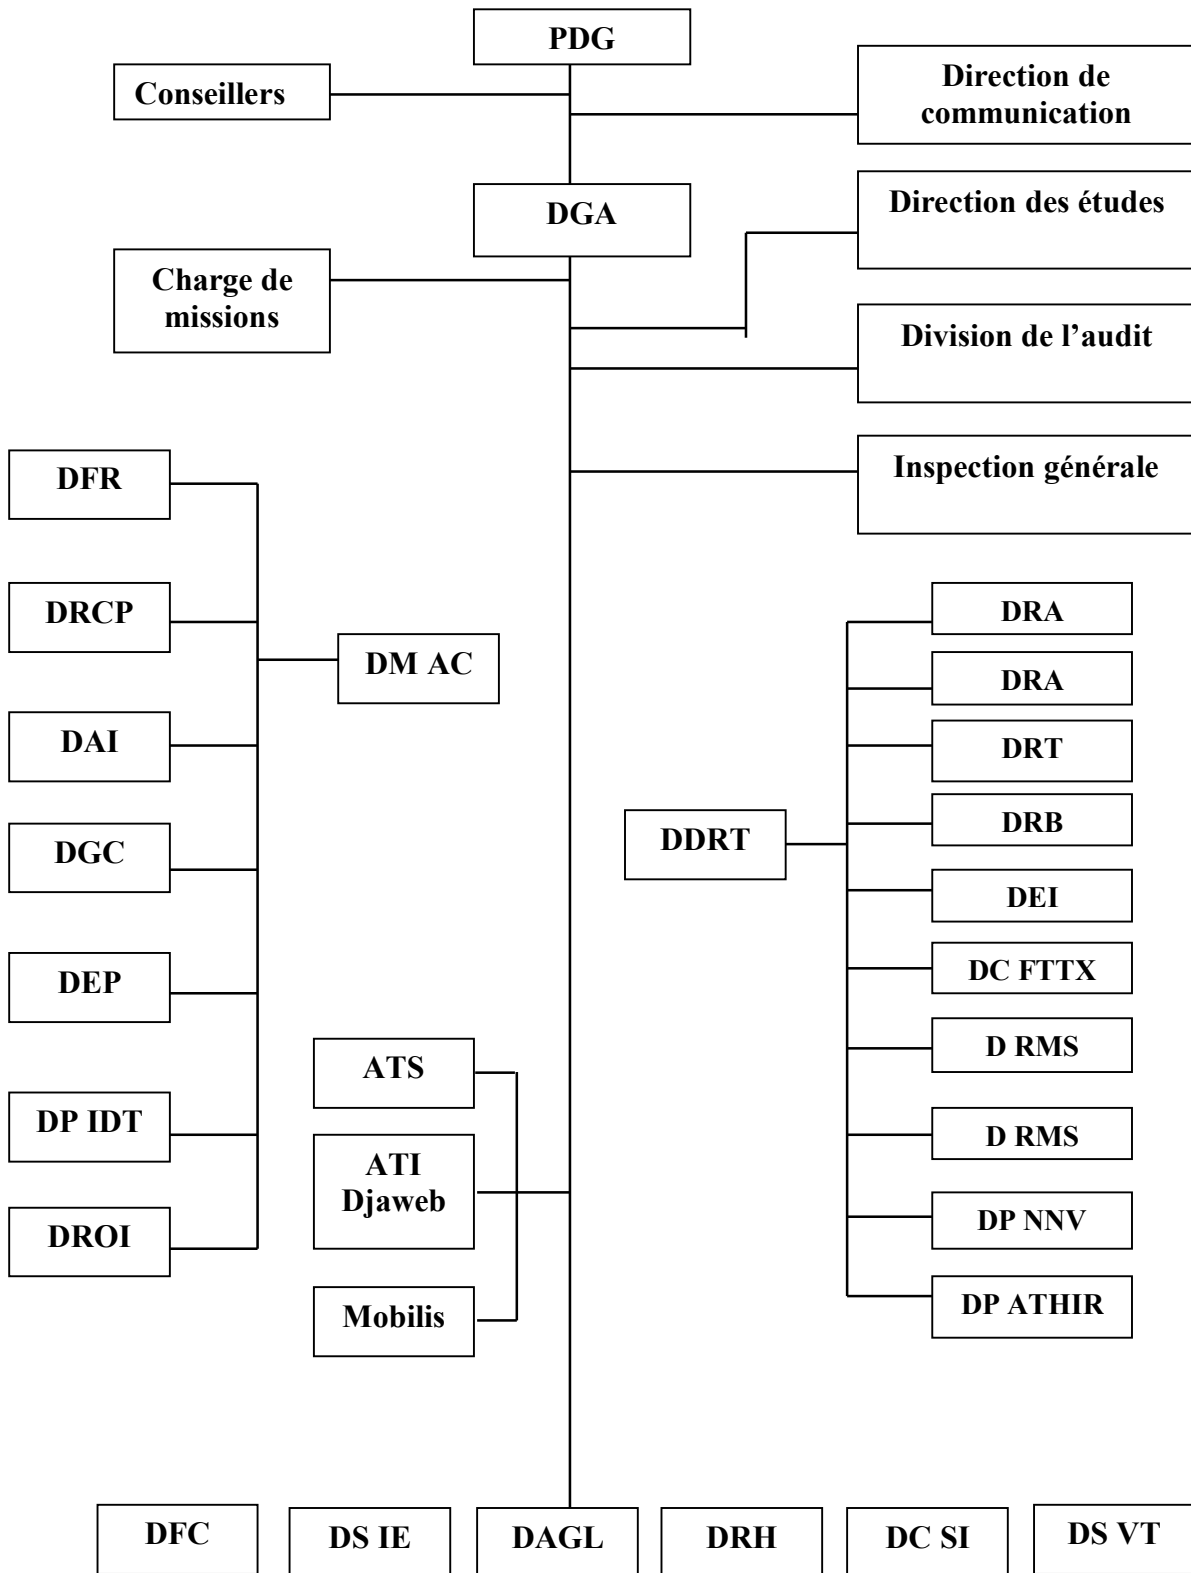 PDG
Conseillers
Direction de
communication
DGA
Direction des études
Charge de
missions
Division de l’audit
Inspection générale
DFR
DRCP
DM AC
DAI
DGC
DEP
DP IDT
DROI
DRA
DRA
DRT
DRB
DDRT
DEI
DC FTTX
D RMS
D RMS
DP NNV
DP ATHIR
ATS
ATI
Djaweb
Mobilis
DFC
DS IE
DAGL
DRH
DC SI
DS VT